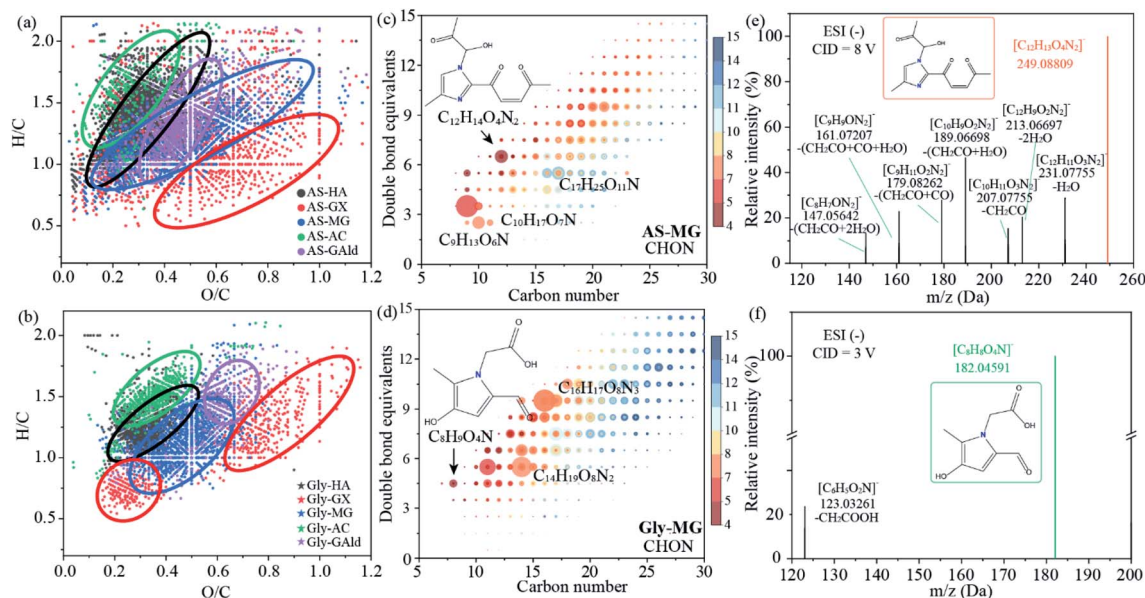 (a)
2.0
1.5
1.0
0.5
H/C
AS-HA
AS-GX
AS-MG
AS-AC
AS-GAld
0.0 0.2 0.4 0.6 0.8 1.0 1.2
O/C
(b)
2.0
1.5
1.0
0.5
H/C
Gly-HA
Gly-GX
Gly-MG
Gly-AC
Gly-GAld
0.0 0.2 0.4 0.6 0.8 1.0 1.2
O/C
(c)
15
12
9
6
3
0
Double bond equivalents
O
OH
N
N
O
O
C12H14O4N2
C17H25O11N
C10H17O7N
C9H13O6N
AS-MG
CHON
5 10 15 20 25 30
Carbon number
15
14
13
12
11
10
9
8
7
6
5
4
(d)
15
12
9
6
3
0
Double bond equivalents
O
OH
N
HO
O
C16H17O8N3
C8H9O4N
C14H19O8N2
Gly-MG
CHON
5 10 15 20 25 30
Carbon number
15
14
13
12
11
10
9
8
7
6
5
4
(e)
100
80
60
40
20
0
Relative intensity (%)
ESI (-)
CID = 8 V
O
OH
N
N
O
O
[C12H13O4N2]-
249.08809
[C9H9ON2]-
161.07207
-(CH2CO+CO+H2O)
[C10H9O2N2]-
189.06698
-(CH2CO+H2O)
[C12H9O2N2]-
213.06697
-2H2O
[C12H11O3N2]-
231.07755
-H2O
[C9H11O2N2]-
179.08262
-(CH2CO+CO)
[C10H11O3N2]-
207.07755
-CH2CO
[C8H7ON2]-
147.05642
-(CH2CO+2H2O)
120 140 160 180 200 220 240 260
m/z (Da)
(f)
100
20
0
Relative intensity (%)
ESI (-)
CID = 3 V
[C8H8O4N]-
182.04591
O
OH
N
HO
O
[C6H5O2N]-
123.03261
-CH2COOH
120 140 160 180 200
m/z (Da)